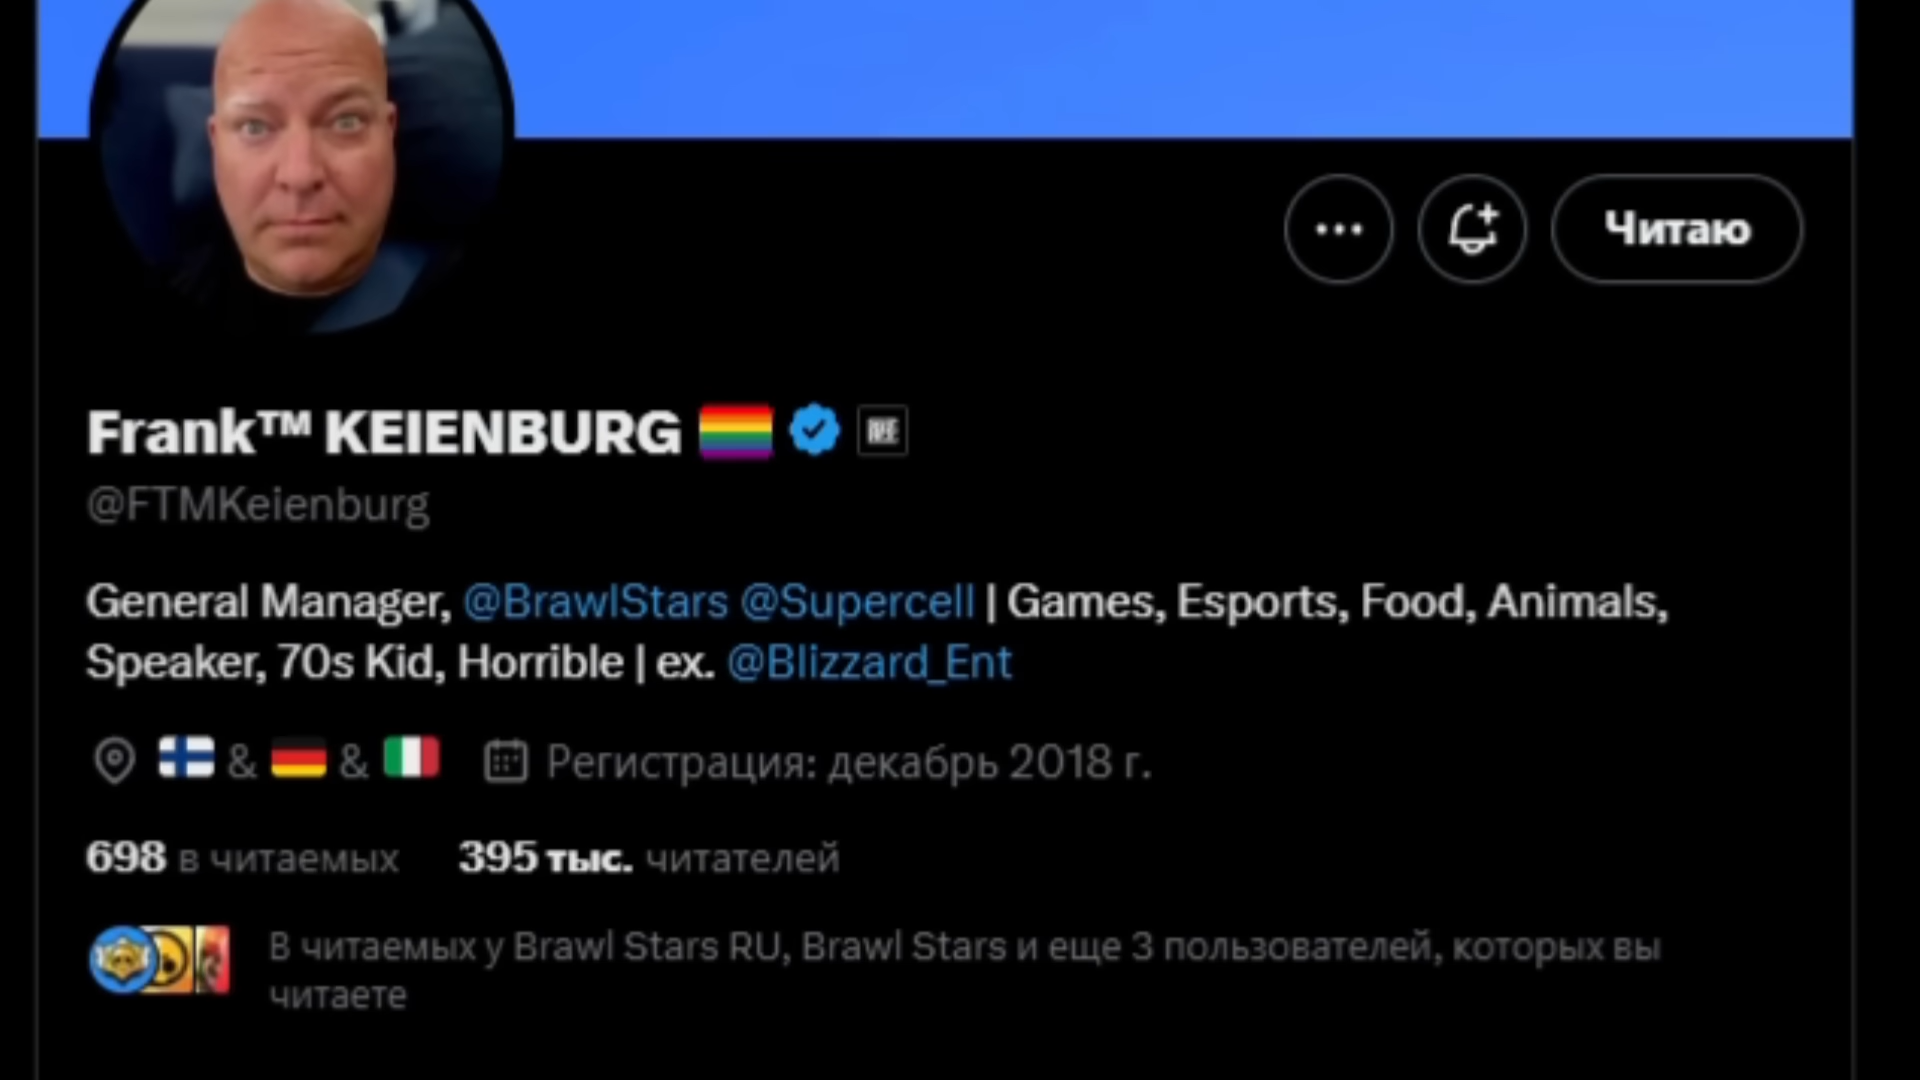 Читаю
Frank™ KEIENBURG
@FTMKeienburg
General Manager, @BrawlStars @Supercell | Games, Esports, Food, Animals,
Speaker, 70s Kid, Horrible | ex. @Blizzard_Ent
& & Регистрация: декабрь 2018 г.
698 в читаемых 395 тыс. читателей
В читаемых у Brawl Stars RU, Brawl Stars и еще 3 пользователей, которых вы
читаете